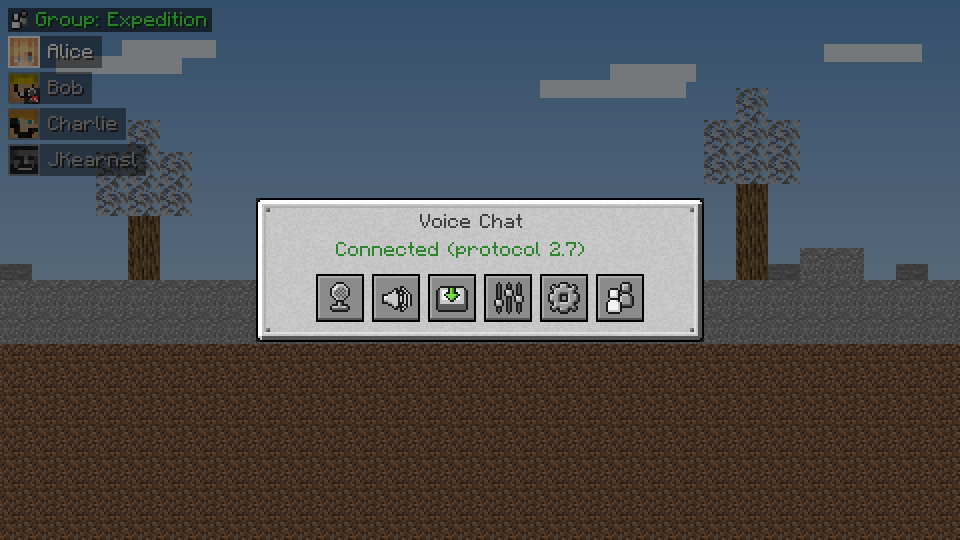 Group: Expedition
Alice
Bob
Charlie
JKearnsl
Voice Chat
Connected (protocol 2.7)